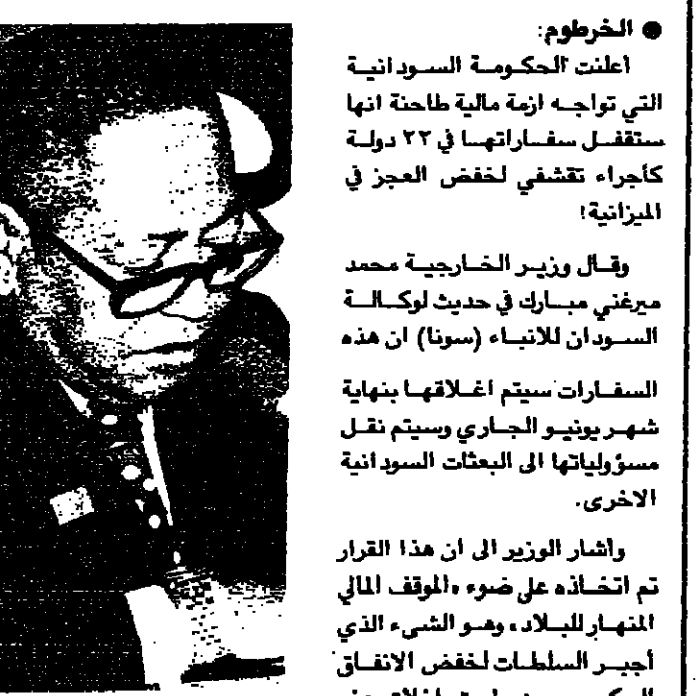 ● الخرطوم:
أعلنت الحكومة السودانية
التي تواجه ازمة مالية طاحنة انها
ستقفل سفاراتها في ٢٢ دولة
كأجراء تقشفي لخفض العجز في
الميزانية!
وقال وزير الخارجية محمد
ميرغني مبارك في حديث لوكالة
السودان للانباء (سونا) ان هذه
السفارات سيتم اغلاقها بنهاية
شهر يونيو الجاري وسيتم نقل
مسؤولياتها الى البعثات السودانية
الاخرى.
وأشار الوزير الى ان هذا القرار
تم اتخاذه على ضوء «الموقف المالي
المنهار للبلاد، وهو الشيء الذي
أجبر السلطات لخفض الانفاق